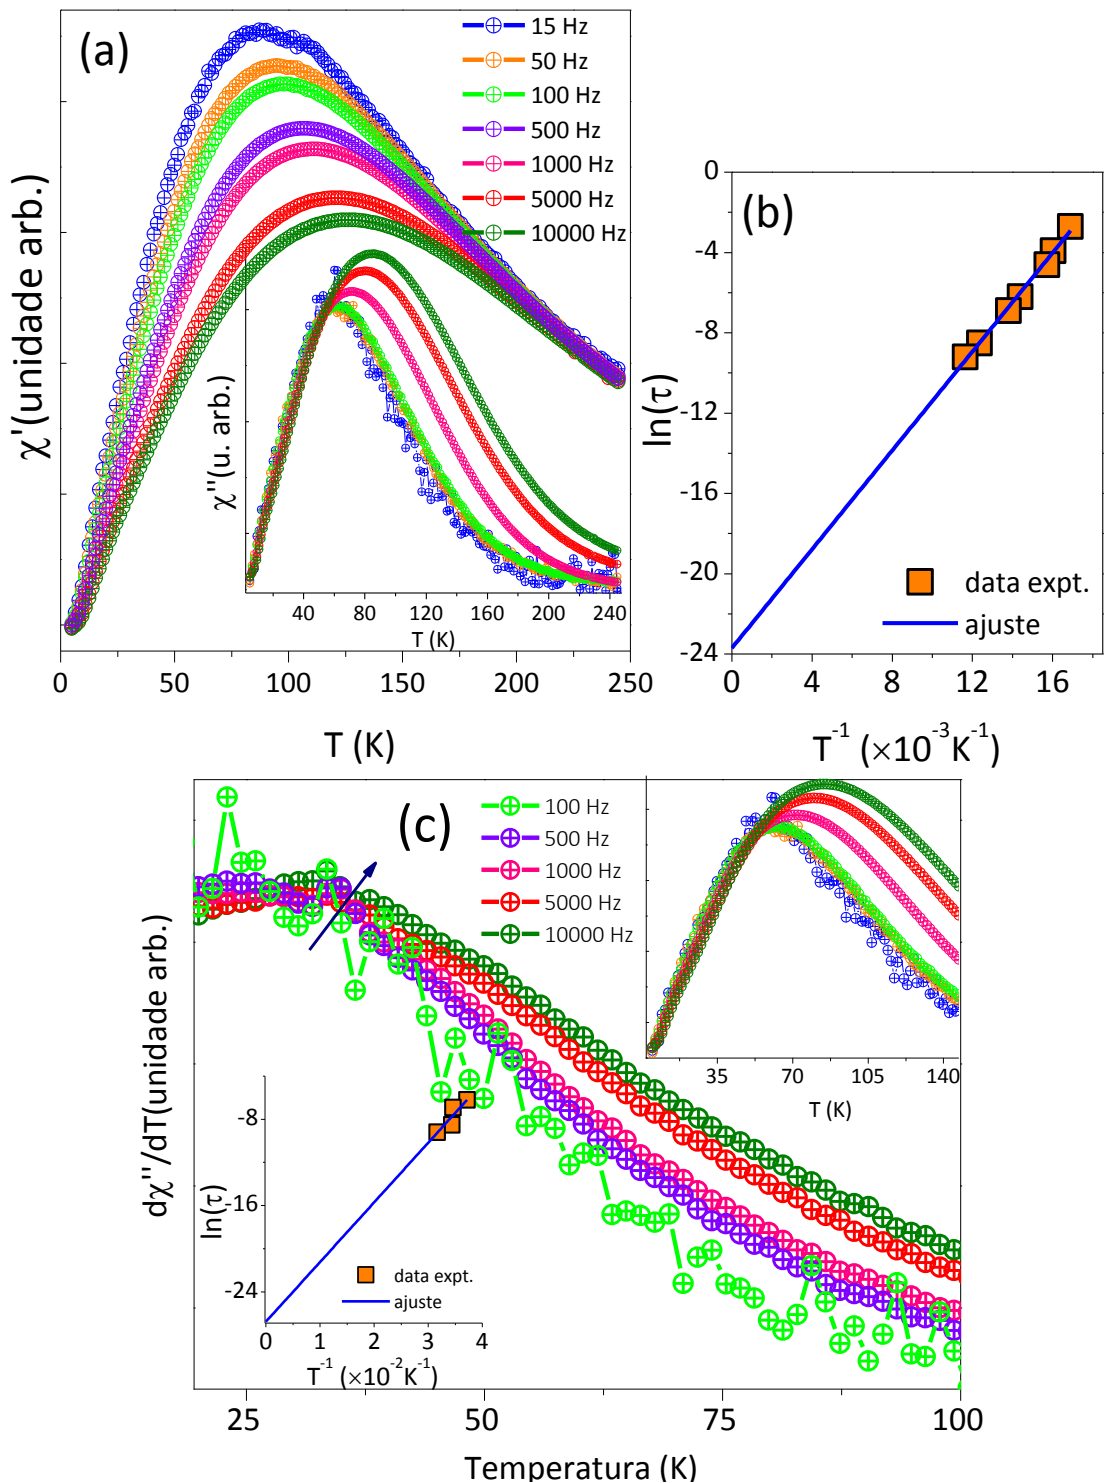 (a)
15 Hz
50 Hz
100 Hz
500 Hz
1000 Hz
5000 Hz
10000 Hz
χ'(unidade arb.)
0 50 100 150 200 250
T (K)
χ''(u. arb.)
0 40 80 120 160 200 240
T (K)
(b)
ln(τ)
0
-4
-8
-12
-16
-20
-24
data expt.
ajuste
0 4 8 12 16
T⁻¹ (×10⁻³K⁻¹)
(c)
100 Hz
500 Hz
1000 Hz
5000 Hz
10000 Hz
dχ''/dT(unidade arb.)
35 70 105 140
T (K)
ln(τ)
-8
-16
-24
data expt.
ajuste
0 1 2 3 4
T⁻¹ (×10⁻²K⁻¹)
25 50 75 100
Temperatura (K)